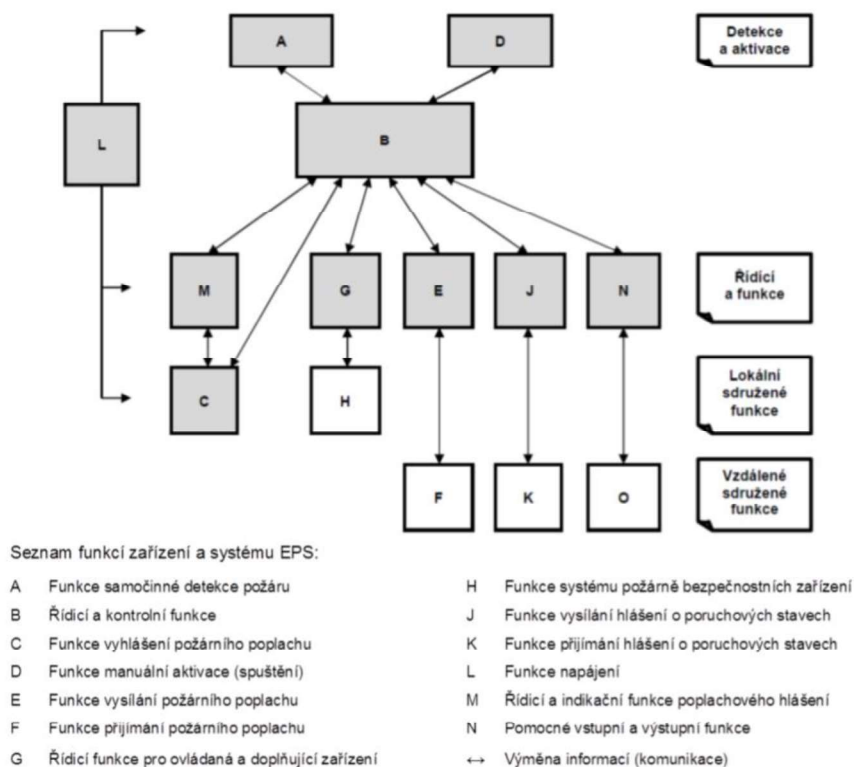 A
D
Detekce
a aktivace
L
B
M
G
E
J
N
Řídicí
a funkce
C
H
Lokální
sdružené
funkce
F
K
O
Vzdálené
sdružené
funkce
Seznam funkcí zařízení a systému EPS:
A Funkce samočinné detekce požáru
B Řídicí a kontrolní funkce
C Funkce vyhlášení požárního poplachu
D Funkce manuální aktivace (spuštění)
E Funkce vysílání požárního poplachu
F Funkce přijímání požárního poplachu
G Řídicí funkce pro ovládaná a doplňující zařízení
H Funkce systému požárně bezpečnostních zařízení
J Funkce vysílání hlášení o poruchových stavech
K Funkce přijímání hlášení o poruchových stavech
L Funkce napájení
M Řídicí a indikační funkce poplachového hlášení
N Pomocné vstupní a výstupní funkce
↔ Výměna informací (komunikace)